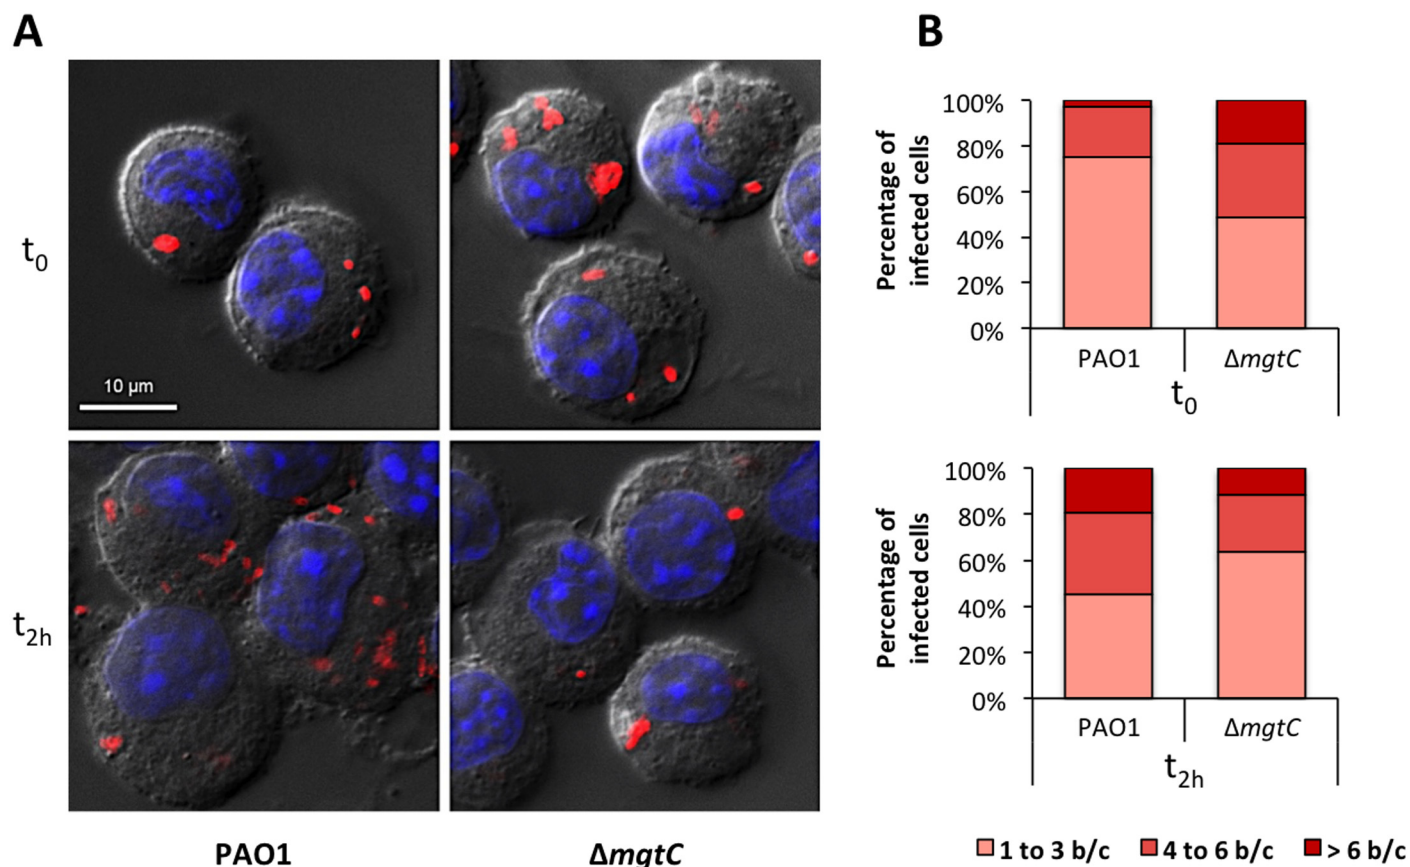 A
B
t0
10 µm
t2h
PAO1
ΔmgtC
Percentage of
infected cells
100%
80%
60%
40%
20%
0%
PAO1
ΔmgtC
t0
Percentage of
infected cells
100%
80%
60%
40%
20%
0%
PAO1
ΔmgtC
t2h
1 to 3 b/c
4 to 6 b/c
> 6 b/c